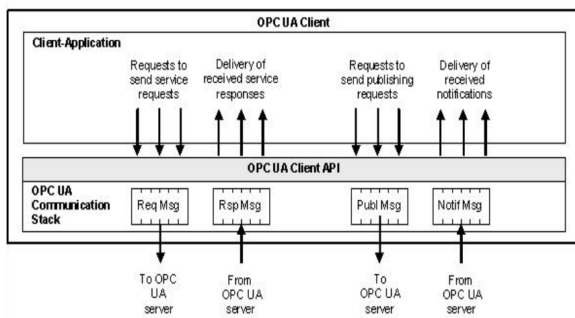 OPC UA Client
Client-Application
Requests to
send service
requests
Delivery of
received service
responses
Requests to
send publishing
requests
Delivery of
received
notifications
OPC UA Client API
OPC UA
Communication
Stack
Req Msg
Rsp Msg
Publ Msg
Notif Msg
To OPC
UA
server
From
OPC UA
server
To
OPC UA
server
From
OPC UA
server